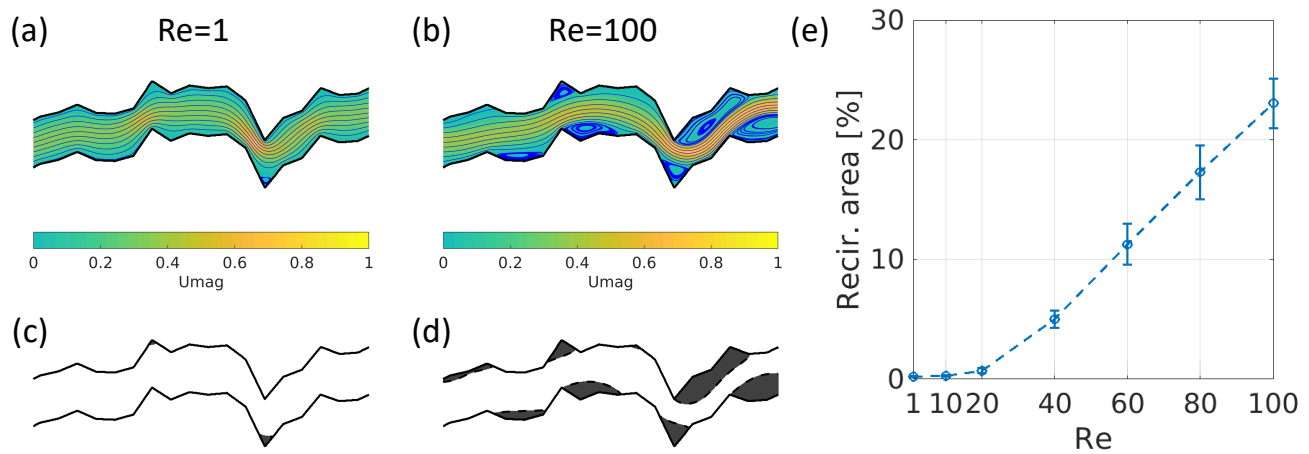 (a) Re=1
(b) Re=100
0 0.2 0.4 0.6 0.8 1
Umag
0 0.2 0.4 0.6 0.8 1
Umag
(c)
(d)
(e)
Recir. area [%]
30
20
10
0
1 10 20 40 60 80 100
Re